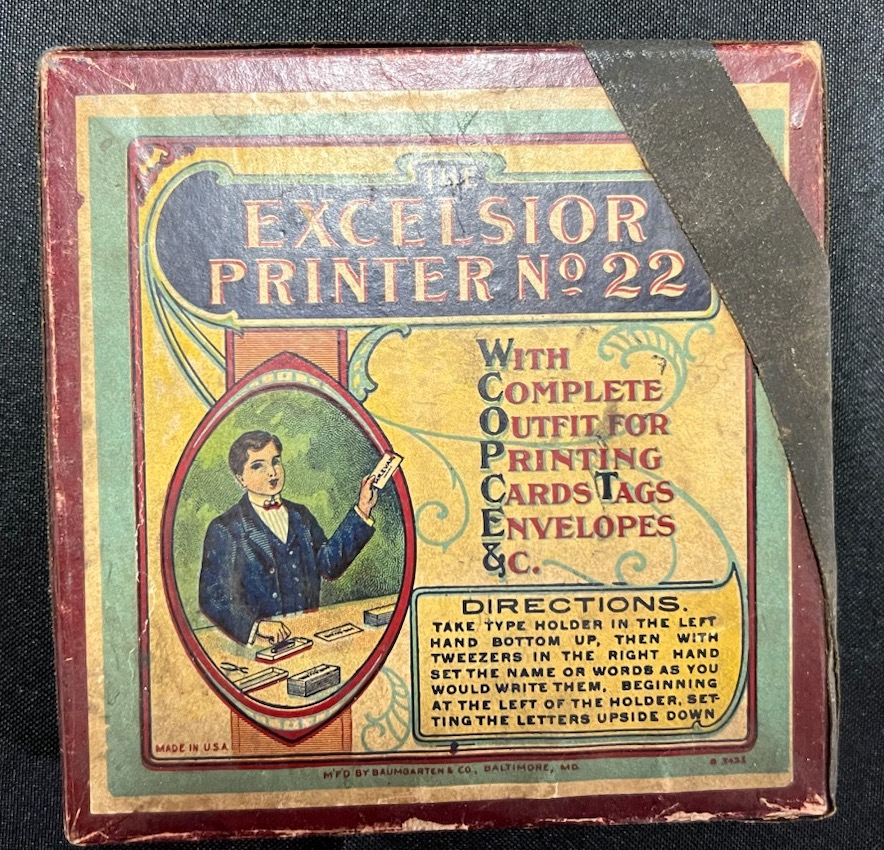 THE
EXCELSIOR
PRINTER No 22
WITH
COMPLETE
OUTFIT FOR
PRINTING
CARDS TAGS
ENVELOPES
&C.
DIRECTIONS.
TAKE TYPE HOLDER IN THE LEFT
HAND BOTTOM UP, THEN WITH
TWEEZERS IN THE RIGHT HAND
SET THE NAME OR WORDS AS YOU
WOULD WRITE THEM, BEGINNING
AT THE LEFT OF THE HOLDER, SET-
TING THE LETTERS UPSIDE DOWN
MADE IN U.S.A.
M'F'D BY BAUMGARTEN & CO., BALTIMORE, MD.